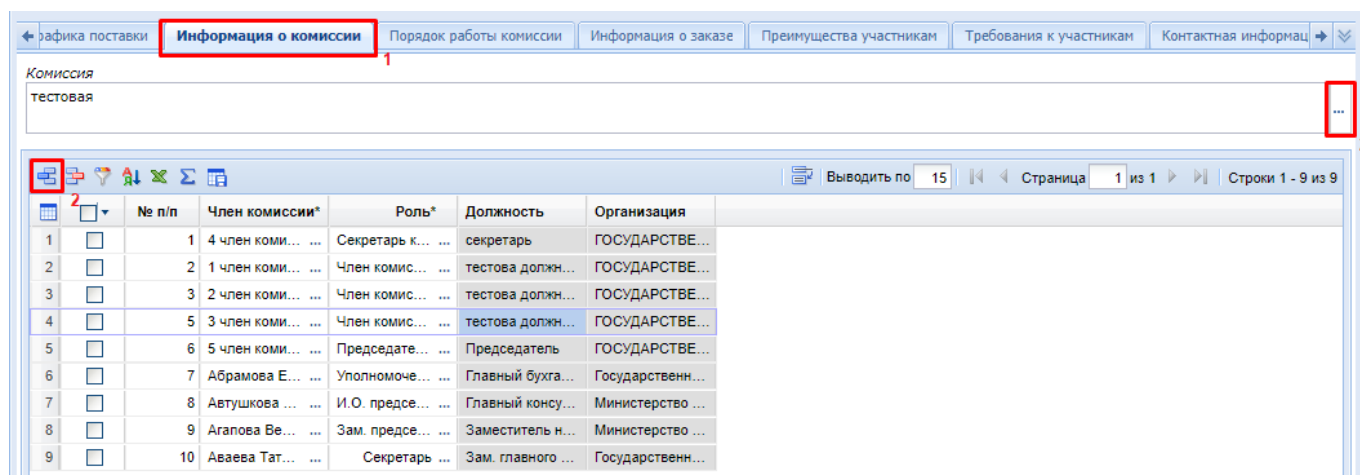 рафика поставки Информация о комиссии Порядок работы комиссии Информация о заказе Преимущества участникам Требования к участникам Контактная информац
1
Комиссия
тестовая
...
Выводить по 15 Страница 1 из 1 Строки 1 - 9 из 9
2
№ п/п Член комиссии* Роль* Должность Организация
1 1 4 член коми... ... Секретарь к... ... секретарь ГОСУДАРСТВЕ...
2 2 1 член коми... ... Член комис... ... тестова должн... ГОСУДАРСТВЕ...
3 3 2 член коми... ... Член комис... ... тестова должн... ГОСУДАРСТВЕ...
4 5 3 член коми... ... Член комис... ... тестова должн... ГОСУДАРСТВЕ...
5 6 5 член коми... ... Председате... ... Председатель ГОСУДАРСТВЕ...
6 7 Абрамова Е... ... Уполномоче... ... Главный бухга... Государственн...
7 8 Автушкова ... ... И.О. предсе... ... Главный консу... Министерство ...
8 9 Агапова Ве... ... Зам. предсе... ... Заместитель н... Министерство ...
9 10 Аваева Тат... ... Секретарь ... Зам. главного ... Государственн...